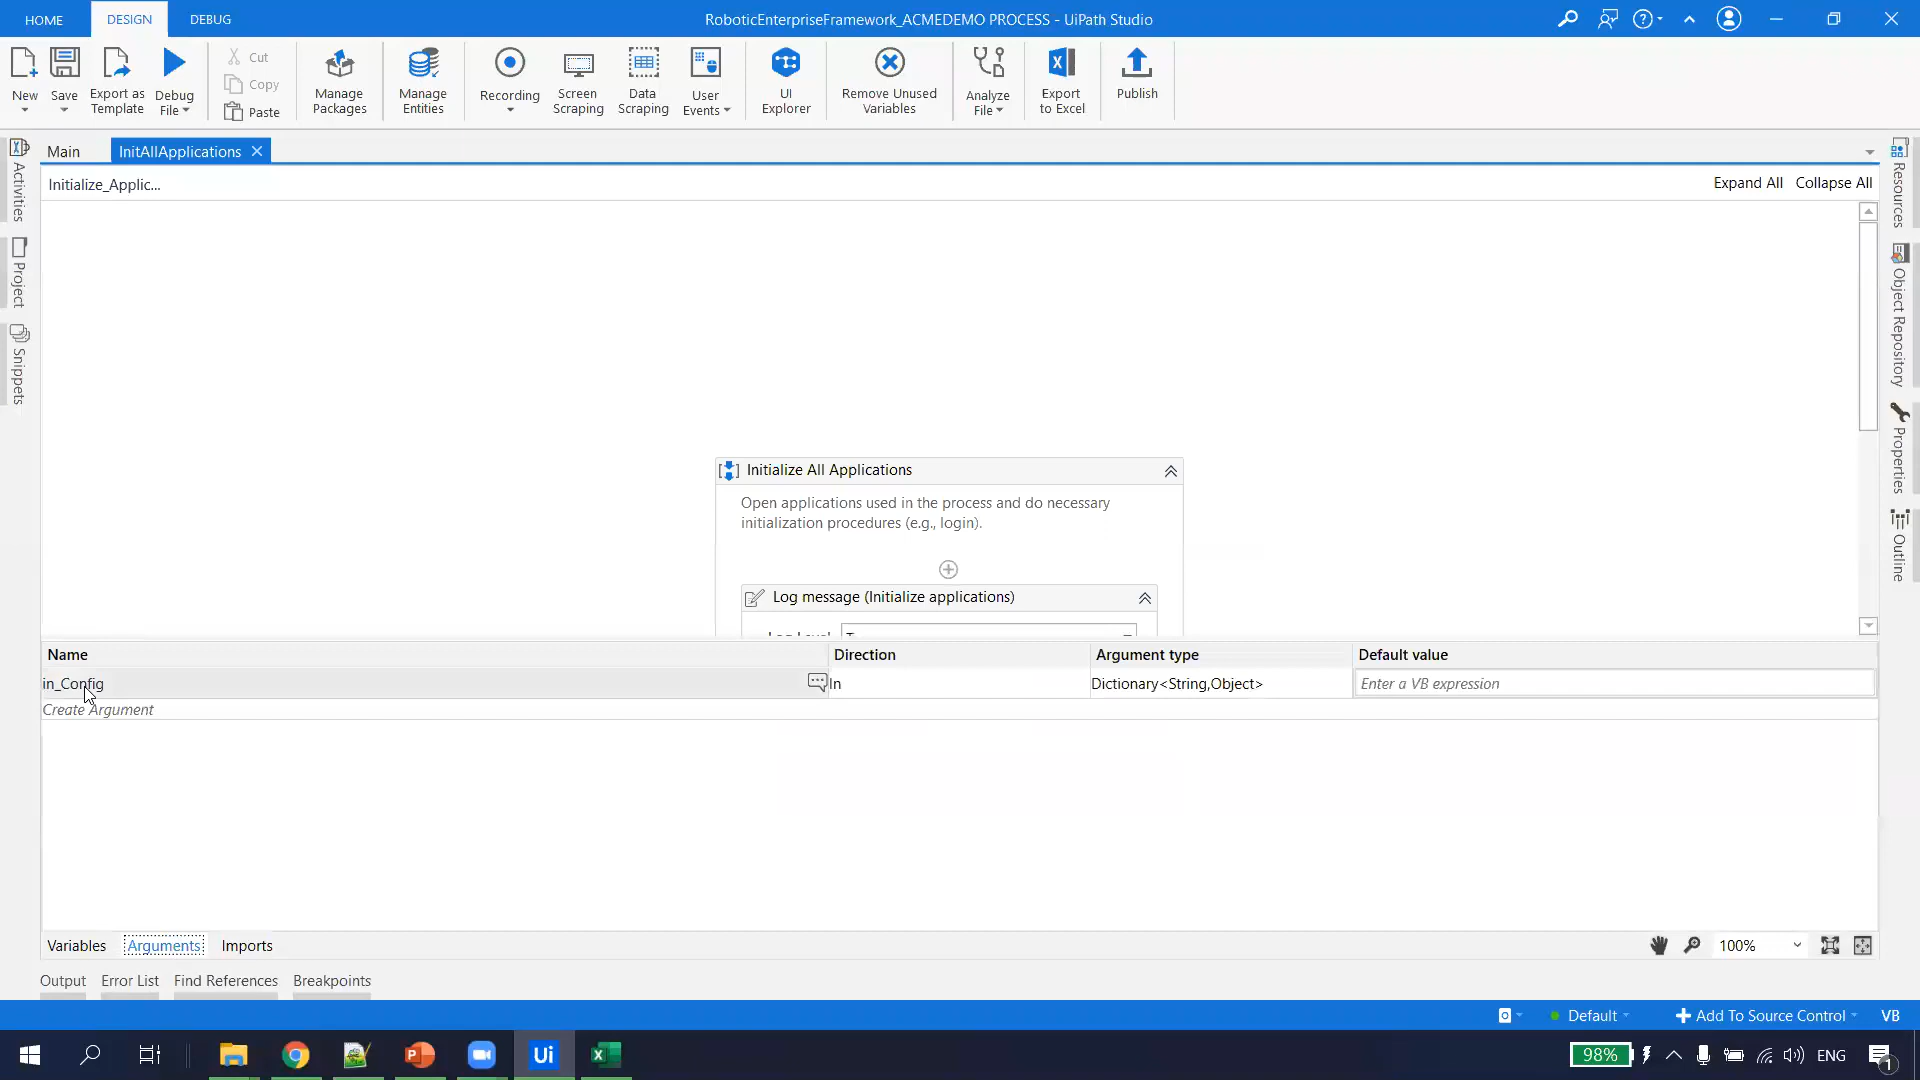 HOME
DESIGN
DEBUG
RoboticEnterpriseFramework_ACMEDEMO PROCESS - UiPath Studio
New
Save
Export as Template
Debug File
Cut
Copy
Paste
Manage Packages
Manage Entities
Recording
Screen Scraping
Data Scraping
User Events
UI Explorer
Remove Unused Variables
Analyze File
Export to Excel
Publish
Main
InitAllApplications
Initialize_Applic...
Expand All
Collapse All
Activities
Project
Snippets
Resources
Object Repository
Properties
Outline
Initialize All Applications
Open applications used in the process and do necessary
initialization procedures (e.g., login).
Log message (Initialize applications)
Name
Direction
Argument type
Default value
in_Config
In
Dictionary<String,Object>
Enter a VB expression
Create Argument
Variables
Arguments
Imports
100%
Output
Error List
Find References
Breakpoints
Default
Add To Source Control
VB
Ui
98%
ENG
1